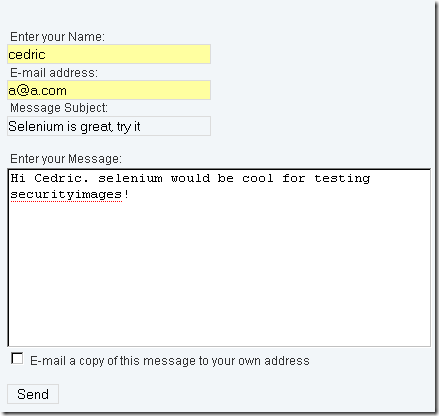 Enter your Name:
cedric
E-mail address:
a@a.com
Message Subject:
Selenium is great, try it
Enter your Message:
Hi Cedric. selenium would be cool for testing
securityimages!
E-mail a copy of this message to your own address
Send